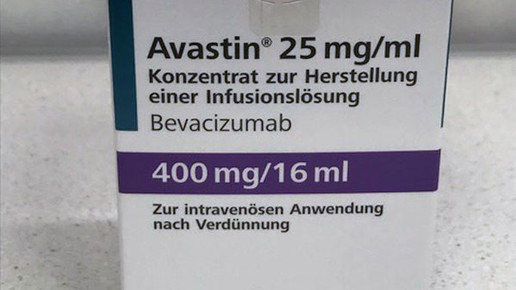 Avastin® 25 mg/ml
Konzentrat zur Herstellung
einer Infusionslösung
Bevacizumab
400 mg/16 ml
Zur intravenösen Anwendung
nach Verdünnung